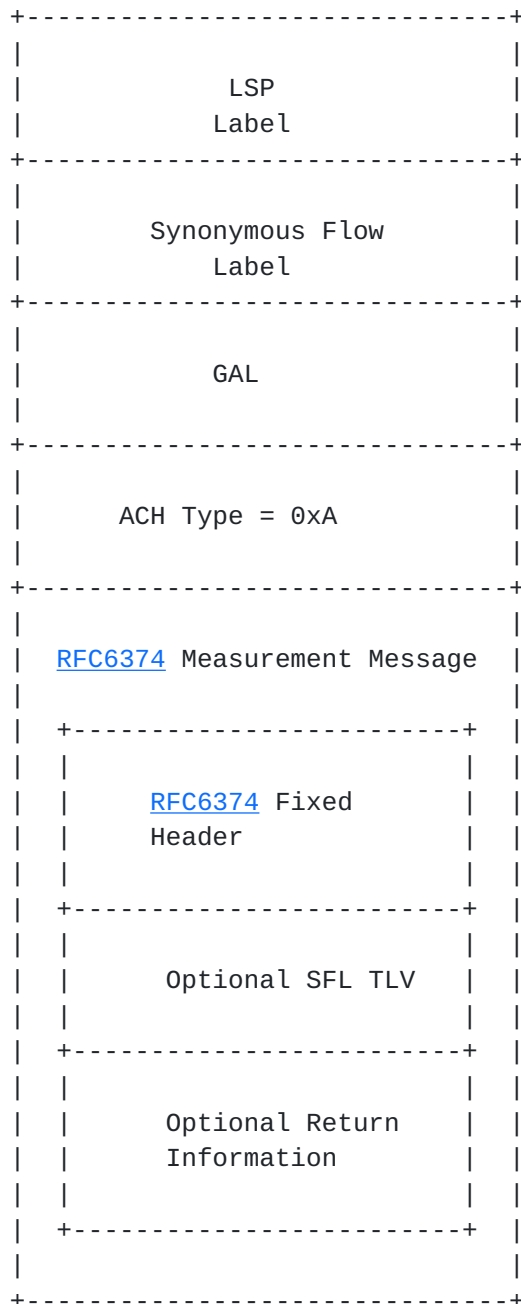 LSP
Label
Synonymous Flow
Label
GAL
ACH Type = 0xA
RFC6374 Measurement Message
RFC6374 Fixed
Header
Optional SFL TLV
Optional Return
Information